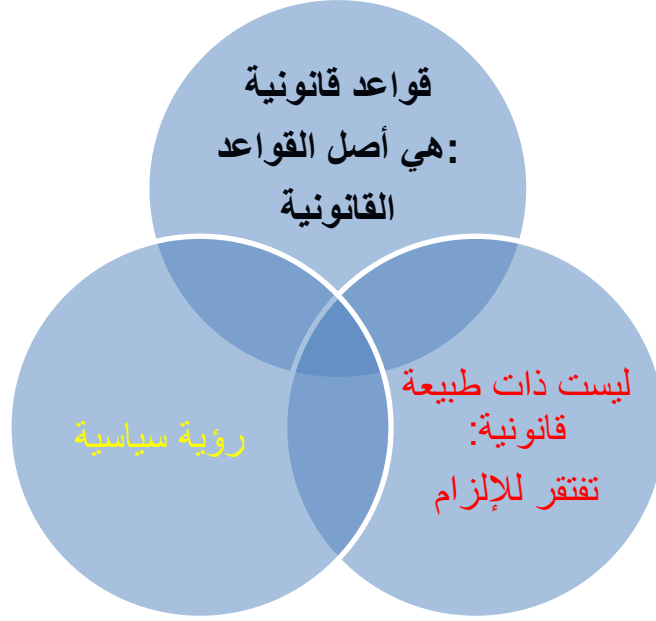 قواعد قانونية
:هي أصل القواعد
القانونية
ليست ذات طبيعة
قانونية:
تفتقر للإلزام
رؤية سياسية